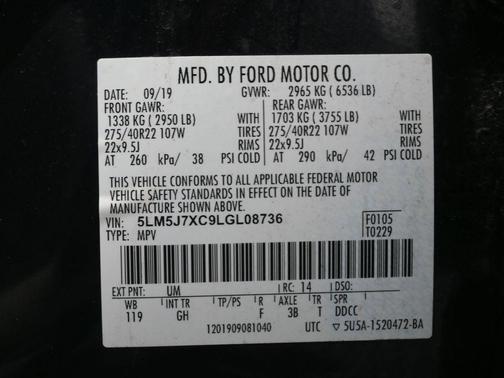 MFD. BY FORD MOTOR CO.
DATE: 09/19 GVWR: 2965 KG ( 6536 LB)
FRONT GAWR: REAR GAWR:
1338 KG ( 2950 LB) WITH 1703 KG ( 3755 LB) WITH
275/40R22 107W TIRES 275/40R22 107W TIRES
22x9.5J RIMS 22x9.5J RIMS
AT 260 kPa/ 38 PSI COLD AT 290 kPa/ 42 PSI COLD
THIS VEHICLE CONFORMS TO ALL APPLICABLE FEDERAL MOTOR
VEHICLE SAFETY STANDARDS IN EFFECT ON THE DATE OF
MANUFACTURE SHOWN ABOVE.
VIN: 5LM5J7XC9LGL08736 F0105
TYPE: MPV T0229
EXT PNT: UM RC: 14 DSO:
WB INT TR TP/PS R AXLE TR SPR
119 GH F 3B T DDCC
1201909081040 UTC ▽ 5U5A-1520472-BA